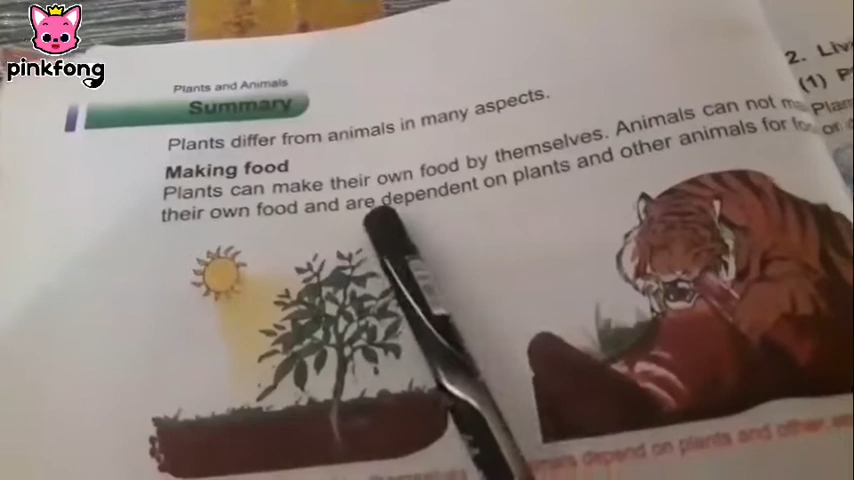 pinkfong
Plants and Animals
Summary
Plants differ from animals in many aspects.
Making food
Plants can make their own food by themselves. Animals can not
their own food and are dependent on plants and other animals for
depend on plants and other
2. Liv
(1) P
Plan
or